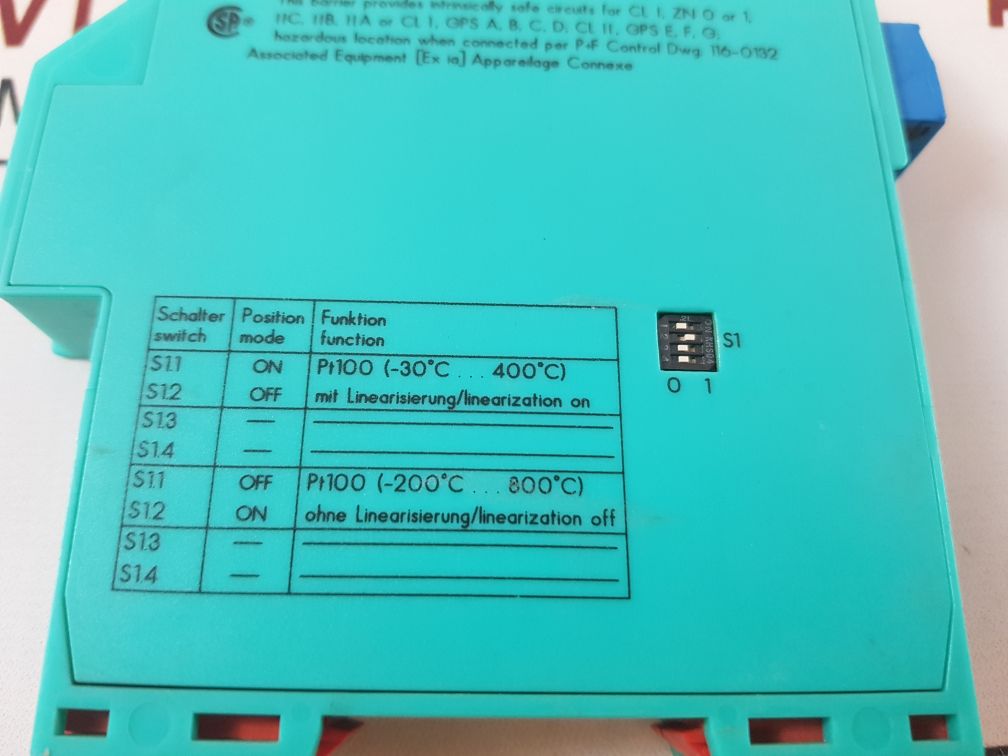 This barrier provides intrinsically safe circuits for CL I, ZN 0 or 1,
SP ®
IIC, IIB, IIA or CL I, GPS A, B, C, D; CL II, GPS E, F, G;
hazardous location when connected per P+F Control Dwg. 116-0132
Associated Equipment [Ex ia] Appareilage Connexe
Schalter Position Funktion
switch mode function
S1.1 ON Pt100 (-30°C ... 400°C)
S1.2 OFF mit Linearisierung/linearization on
S1.3 —
S1.4 —
S1.1 OFF Pt100 (-200°C ... 800°C)
S1.2 ON ohne Linearisierung/linearization off
S1.3 —
S1.4 —
S1
0 1